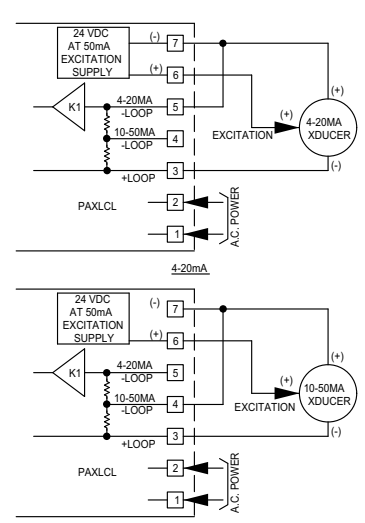 24 VDC
AT 50mA
EXCITATION
SUPPLY
(-)
7
(+)
6
K1
4-20MA
-LOOP
5
10-50MA
-LOOP
4
+LOOP
3
(+)
EXCITATION
(+)
4-20MA
XDUCER
(-)
PAXLCL
2
1
A.C. POWER
4-20mA
24 VDC
AT 50mA
EXCITATION
SUPPLY
(-)
7
(+)
6
K1
4-20MA
-LOOP
5
10-50MA
-LOOP
4
+LOOP
3
(+)
EXCITATION
(+)
10-50MA
XDUCER
(-)
PAXLCL
2
1
A.C. POWER